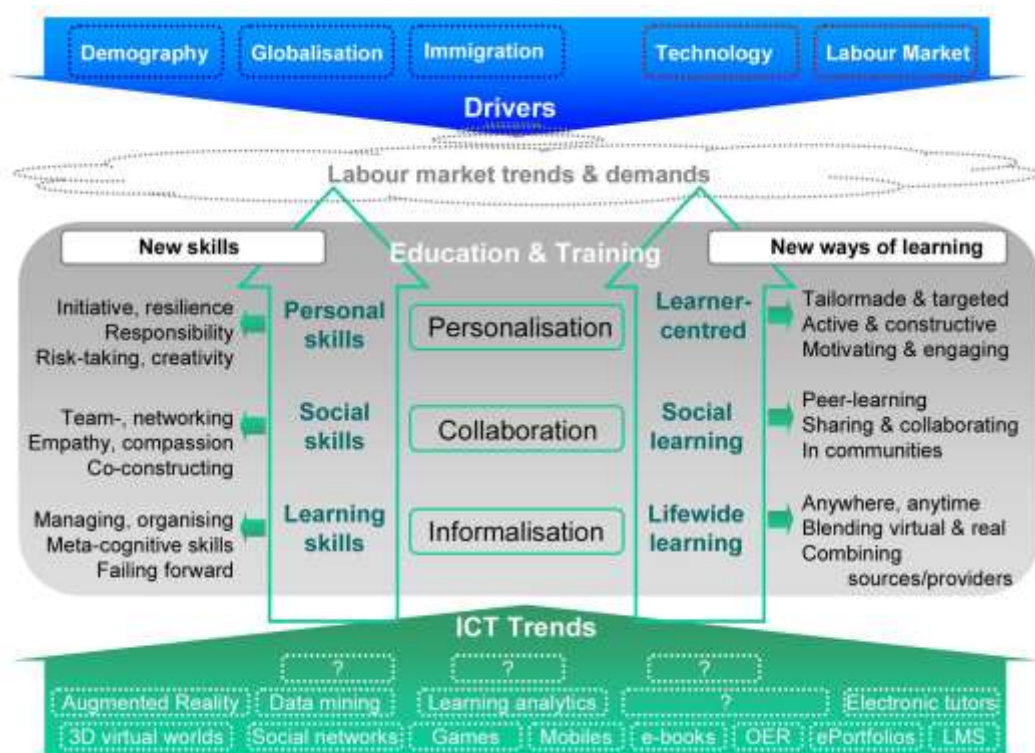 Demography Globalisation Immigration Technology Labour Market
Drivers
Labour market trends & demands
New skills Education & Training New ways of learning
Initiative, resilience
Responsibility
Risk-taking, creativity
Personal
skills
Personalisation
Learner-
centred
Tailormade & targeted
Active & constructive
Motivating & engaging
Team-, networking
Empathy, compassion
Co-constructing
Social
skills
Collaboration
Social
learning
Peer-learning
Sharing & collaborating
In communities
Managing, organising
Meta-cognitive skills
Failing forward
Learning
skills
Informalisation
Lifewide
learning
Anywhere, anytime
Blending virtual & real
Combining
sources/providers
ICT Trends
? ? ?
Augmented Reality Data mining Learning analytics ? Electronic tutors
3D virtual worlds Social networks Games Mobiles e-books OER ePortfolios LMS